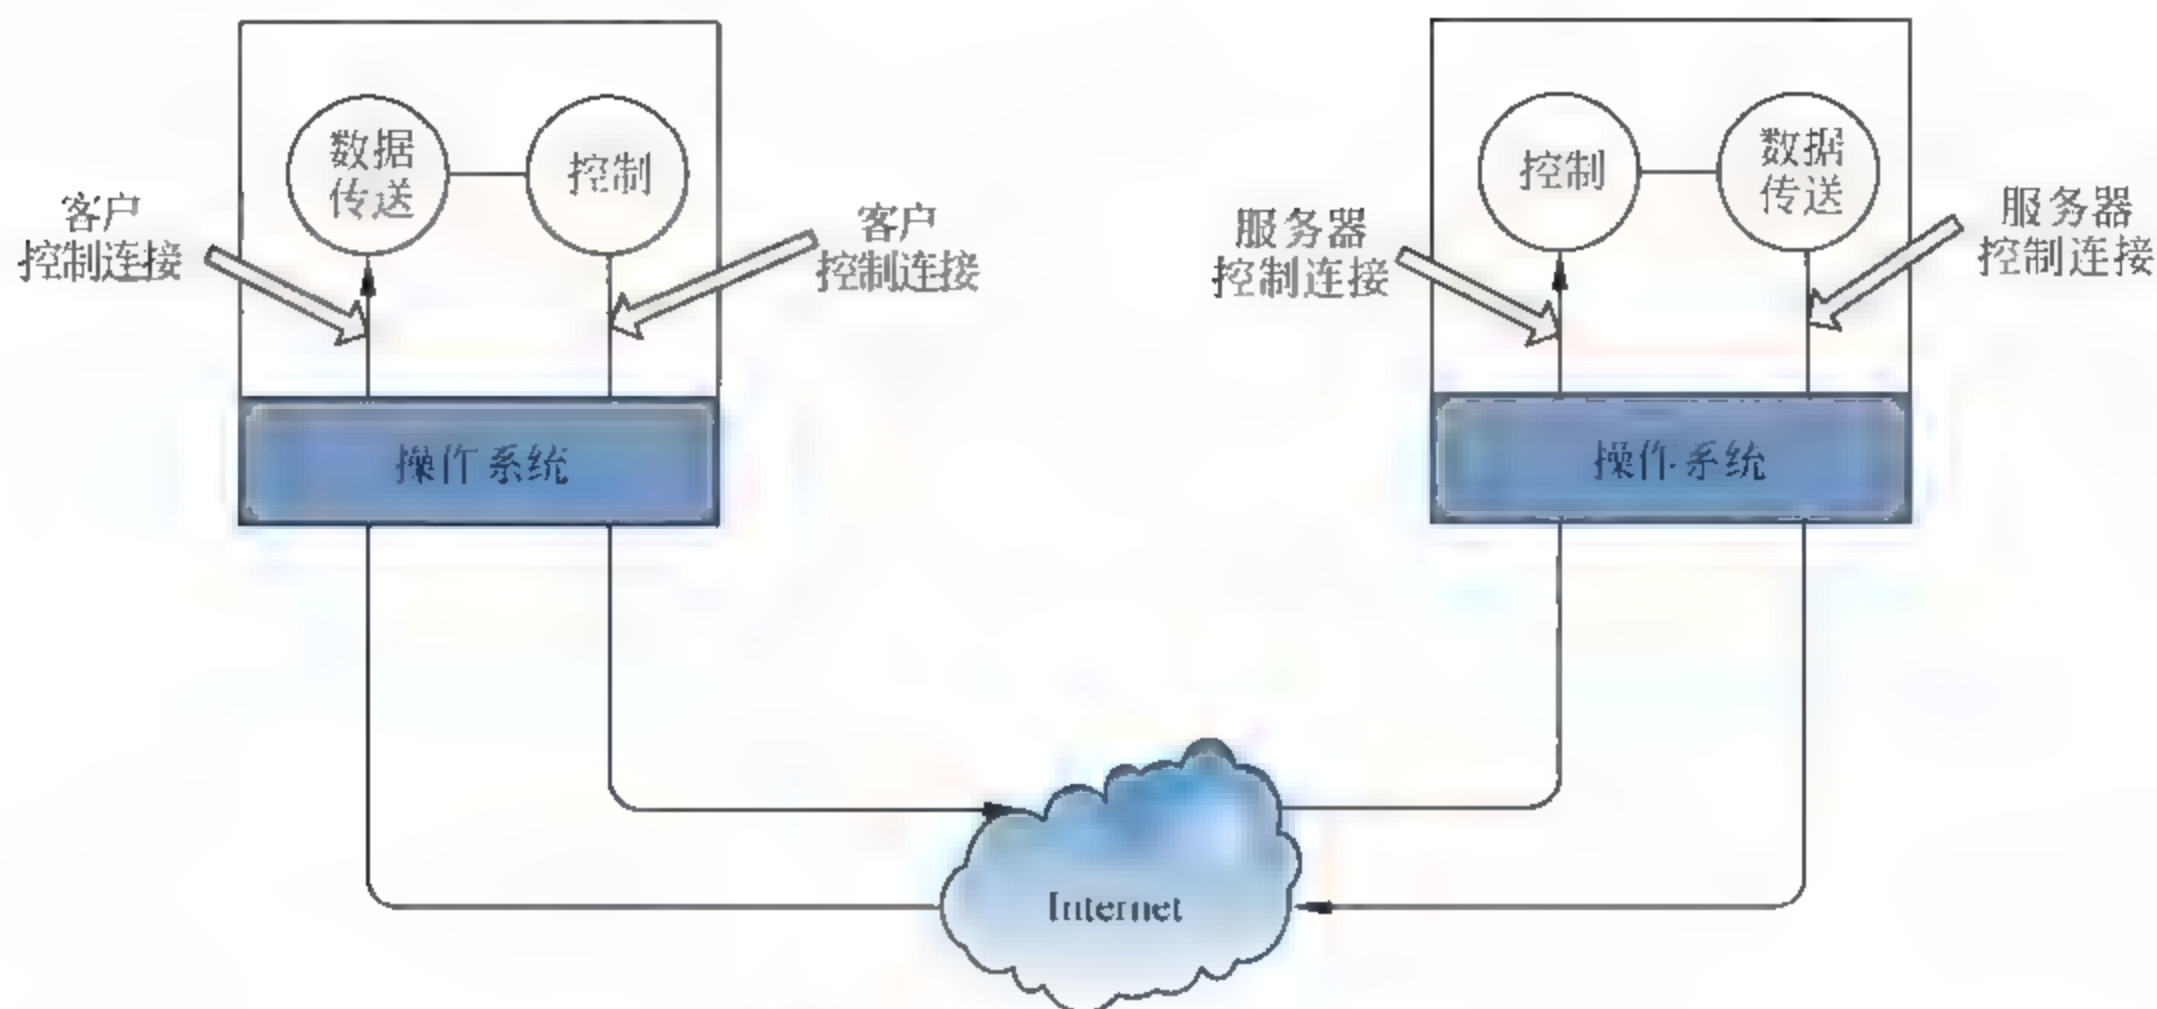 数据
传送
控制
客户
控制连接
客户
控制连接
操作系统
控制
数据
传送
服务器
控制连接
服务器
控制连接
操作系统
Internet